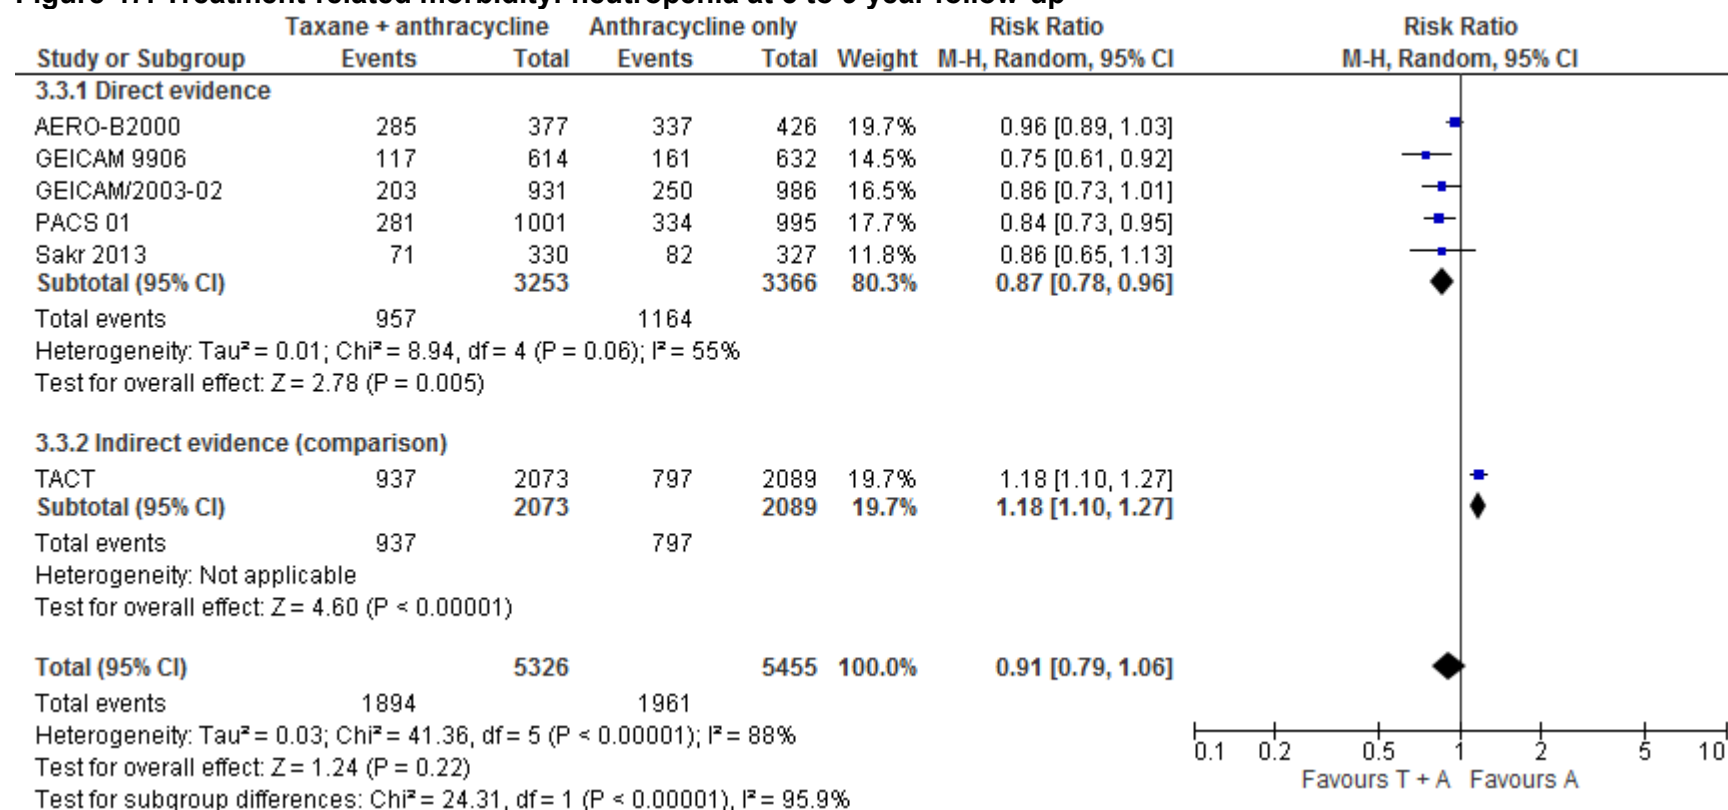 Taxane + anthracycline Anthracycline only Risk Ratio Risk Ratio
Study or Subgroup Events Total Events Total Weight M-H, Random, 95% CI M-H, Random, 95% CI
3.3.1 Direct evidence
AERO-B2000 285 377 337 426 19.7% 0.96 [0.89, 1.03]
GEICAM 9906 117 614 161 632 14.5% 0.75 [0.61, 0.92]
GEICAM/2003-02 203 931 250 986 16.5% 0.86 [0.73, 1.01]
PACS 01 281 1001 334 995 17.7% 0.84 [0.73, 0.95]
Sakr 2013 71 330 82 327 11.8% 0.86 [0.65, 1.13]
Subtotal (95% CI) 3253 3366 80.3% 0.87 [0.78, 0.96]
Total events 957 1164
Heterogeneity: Tau² = 0.01; Chi² = 8.94, df = 4 (P = 0.06); I² = 55%
Test for overall effect: Z = 2.78 (P = 0.005)
3.3.2 Indirect evidence (comparison)
TACT 937 2073 797 2089 19.7% 1.18 [1.10, 1.27]
Subtotal (95% CI) 2073 2089 19.7% 1.18 [1.10, 1.27]
Total events 937 797
Heterogeneity: Not applicable
Test for overall effect: Z = 4.60 (P < 0.00001)
Total (95% CI) 5326 5455 100.0% 0.91 [0.79, 1.06]
Total events 1894 1961
Heterogeneity: Tau² = 0.03; Chi² = 41.36, df = 5 (P < 0.00001); I² = 88%
Test for overall effect: Z = 1.24 (P = 0.22)
Test for subgroup differences: Chi² = 24.31, df = 1 (P < 0.00001), I² = 95.9%
0.1 0.2 0.5 1 2 5 10
Favours T + A Favours A